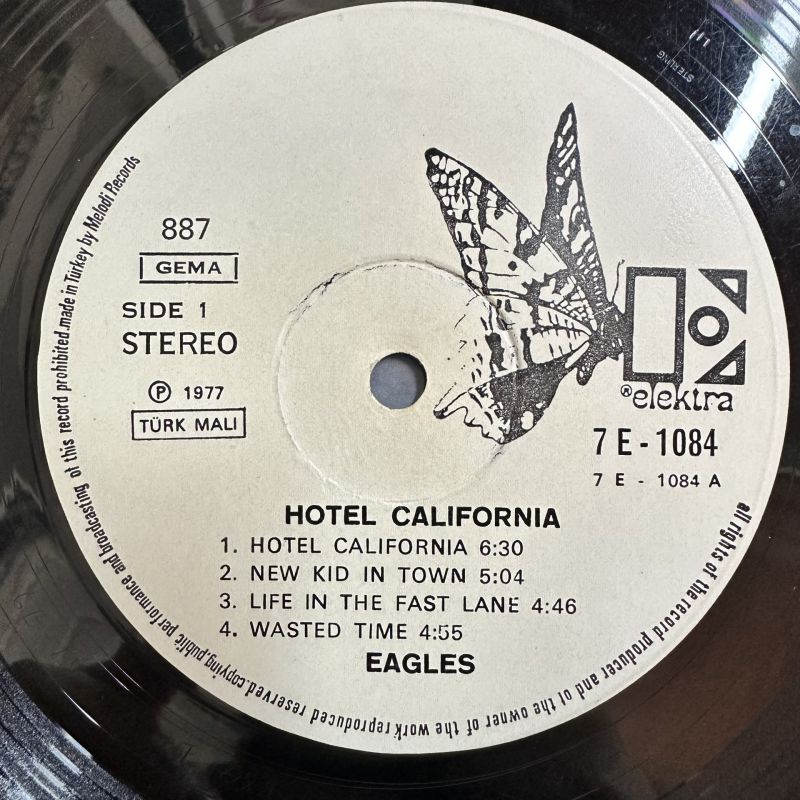 887
GEMA
SIDE 1
STEREO
Ⓟ 1977
TÜRK MALI
®elektra
7 E - 1084
7 E - 1084 A
HOTEL CALIFORNIA
1. HOTEL CALIFORNIA 6:30
2. NEW KID IN TOWN 5:04
3. LIFE IN THE FAST LANE 4:46
4. WASTED TIME 4:55
EAGLES
all rights of the record producer and of the owner of the work reproduced reserved.copying,public performance and broadcasting of this record prohibited.made in Turkey by Melodi Records
STERLING